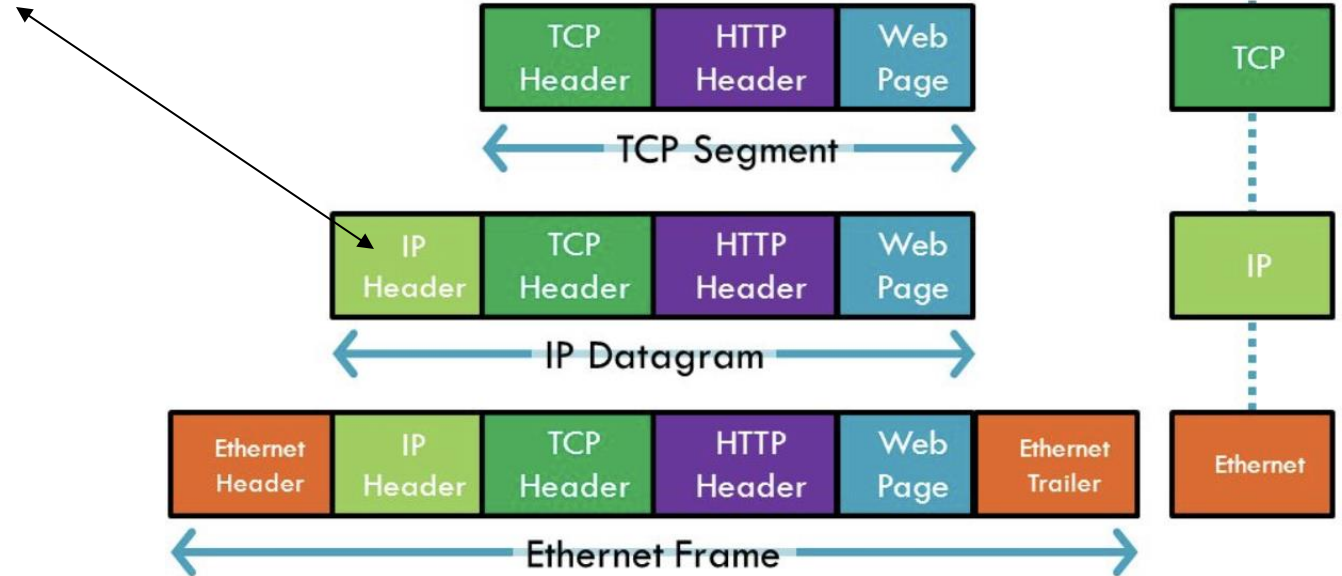 TCP Header HTTP Header Web Page
TCP
TCP Segment
IP Header TCP Header HTTP Header Web Page
IP
IP Datagram
Ethernet Header IP Header TCP Header HTTP Header Web Page Ethernet Trailer
Ethernet
Ethernet Frame